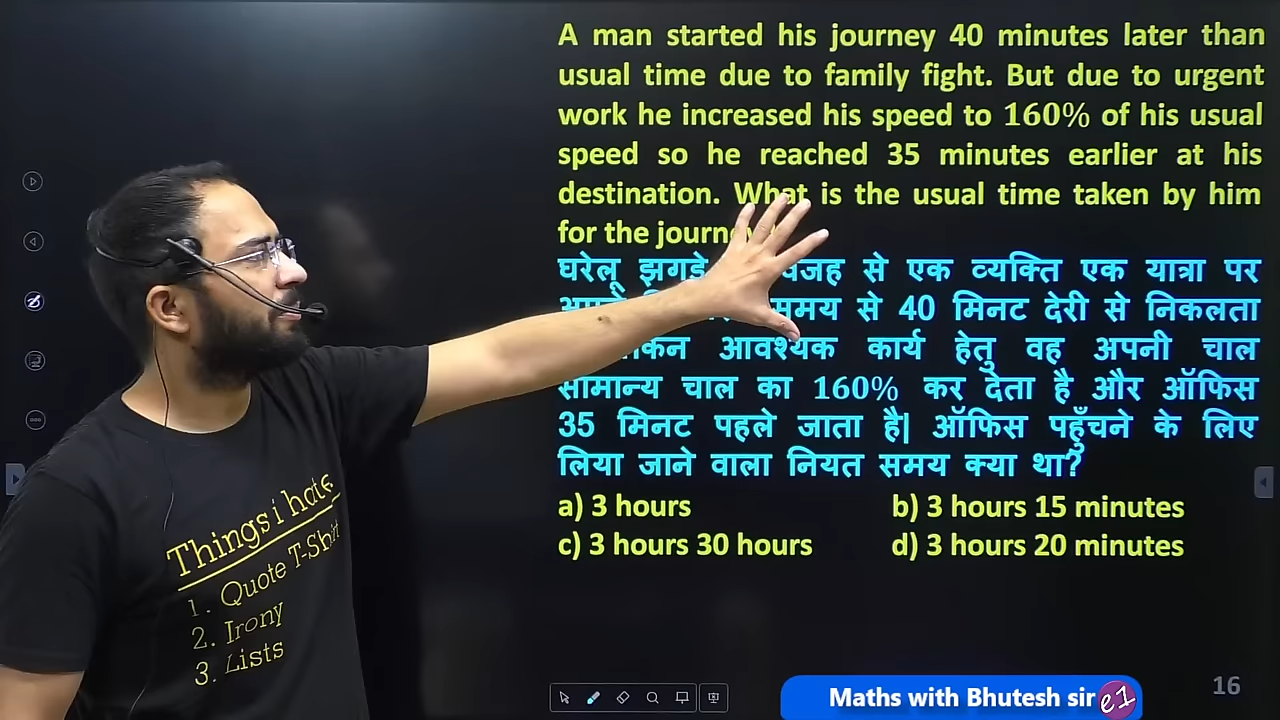 A man started his journey 40 minutes later than
usual time due to family fight. But due to urgent
work he increased his speed to 160% of his usual
speed so he reached 35 minutes earlier at his
destination. What is the usual time taken by him
for the
घरेलू झगड़े वजह से एक व्यक्ति एक यात्रा पर
समय से 40 मिनट देरी से निकलता
आवश्यक कार्य हेतु वह अपनी चाल
सामान्य चाल का 160% कर देता है और ऑफिस
35 मिनट पहले जाता है| ऑफिस पहुँचने के लिए
लिया जाने वाला नियत समय क्या था?
a) 3 hours b) 3 hours 15 minutes
c) 3 hours 30 hours d) 3 hours 20 minutes
Things i hate
1. Quote T-Shirt
2. Irony
3. Lists
Maths with Bhutesh sir e1
16